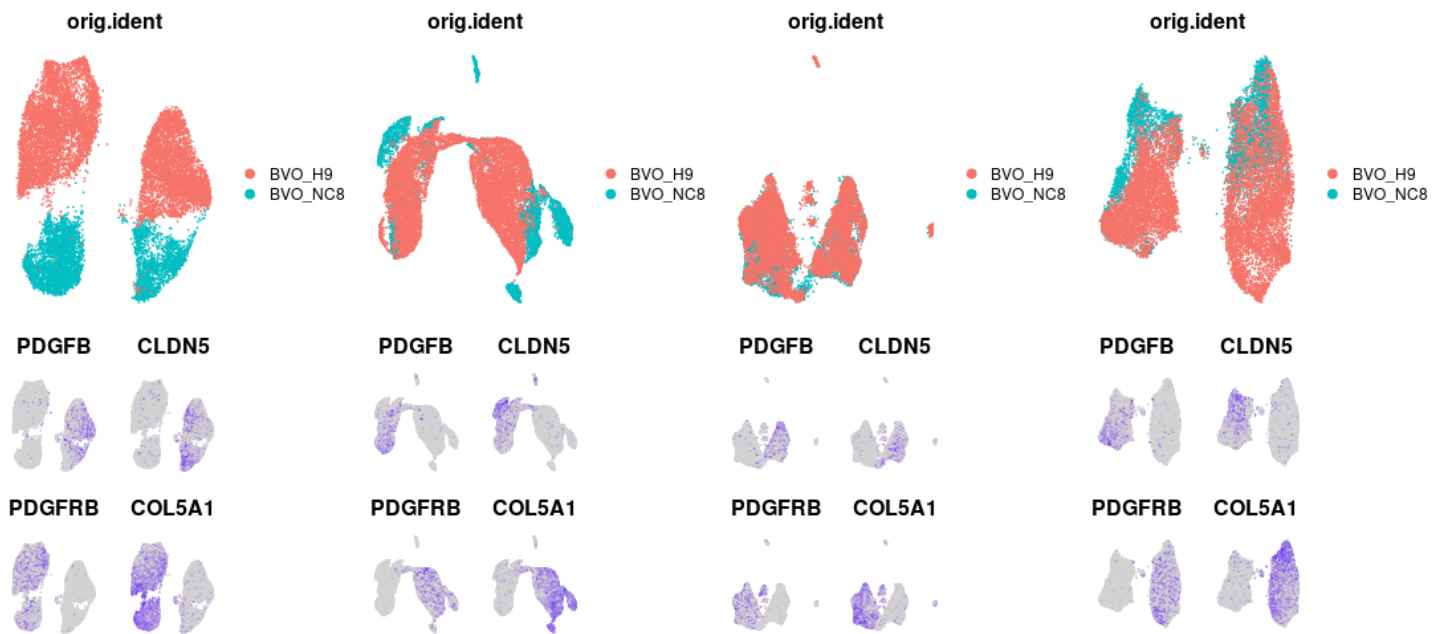 orig.ident orig.ident orig.ident orig.ident
BVO_H9 BVO_H9 BVO_H9 BVO_H9
BVO_NC8 BVO_NC8 BVO_NC8 BVO_NC8
PDGFB CLDN5 PDGFB CLDN5 PDGFB CLDN5 PDGFB CLDN5
PDGFRB COL5A1 PDGFRB COL5A1 PDGFRB COL5A1 PDGFRB COL5A1